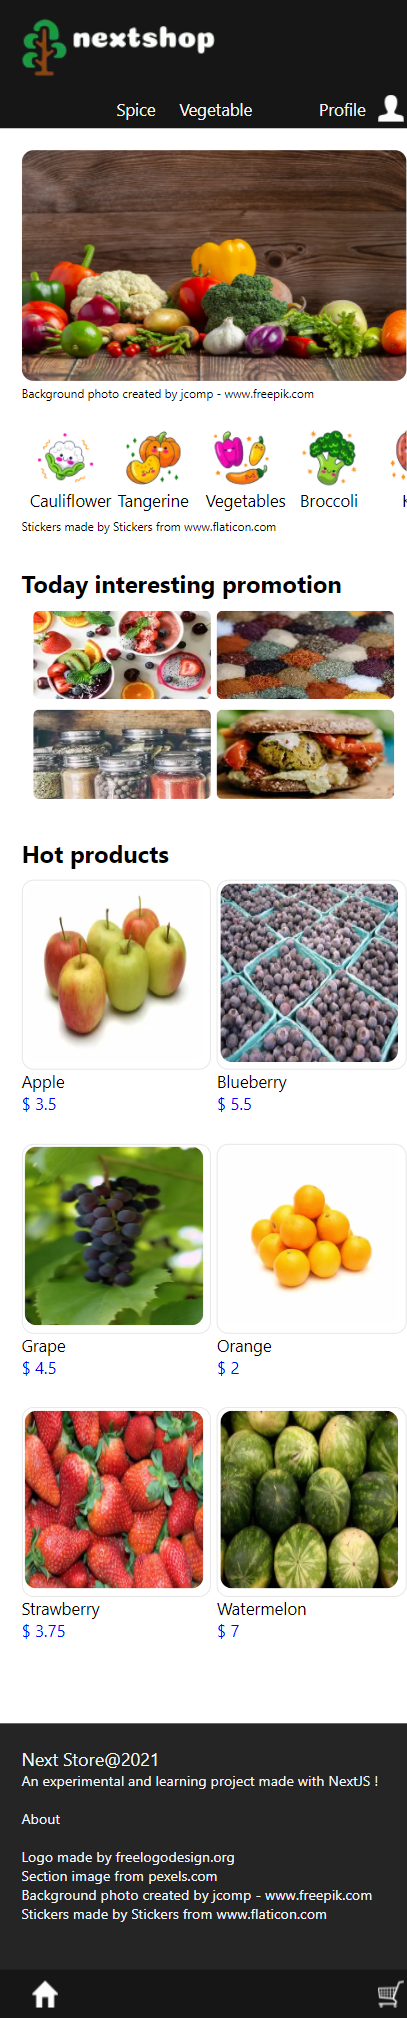 nextshop
Spice Vegetable Profile
Background photo created by jcomp - www.freepik.com
Cauliflower Tangerine Vegetables Broccoli
Stickers made by Stickers from www.flaticon.com
Today interesting promotion
Hot products
Apple Blueberry
$ 3.5 $ 5.5
Grape Orange
$ 4.5 $ 2
Strawberry Watermelon
$ 3.75 $ 7
Next Store@2021
An experimental and learning project made with NextJS !
About
Logo made by freelogodesign.org
Section image from pexels.com
Background photo created by jcomp - www.freepik.com
Stickers made by Stickers from www.flaticon.com